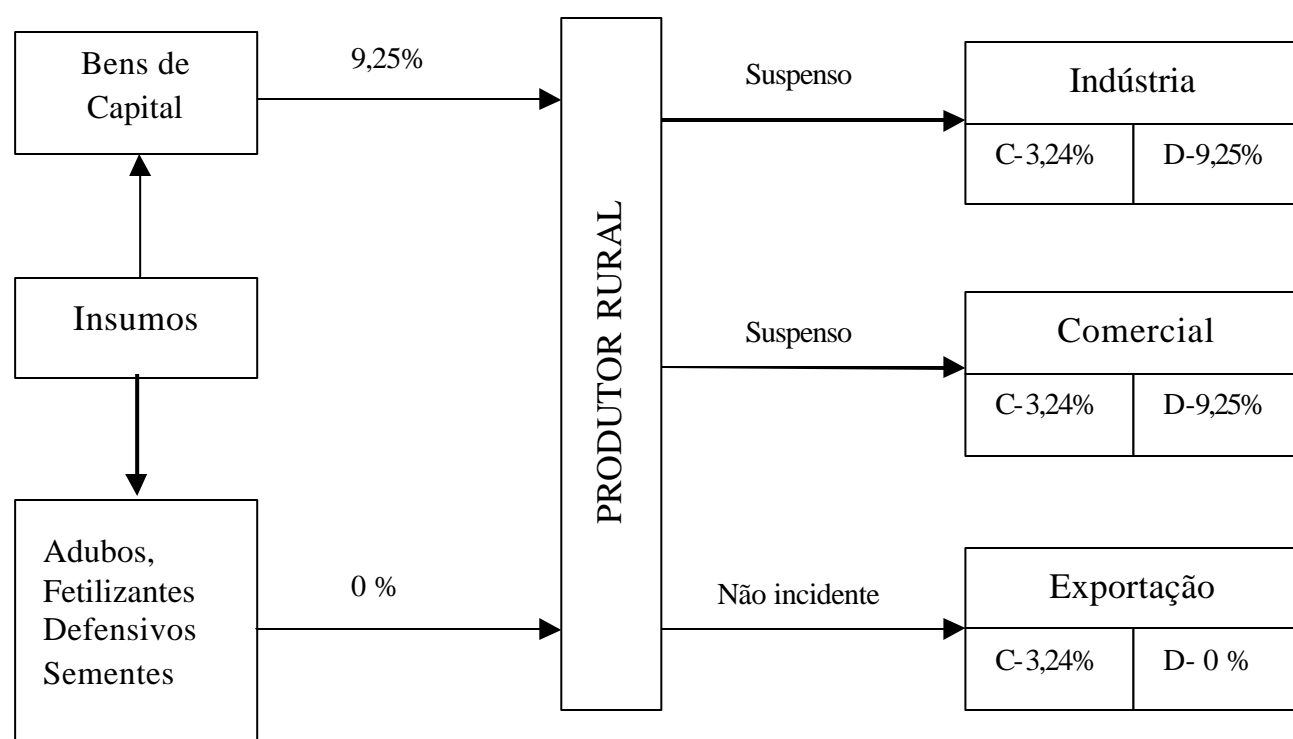 Bens de
Capital
9,25%
Insumos
Adubos,
Fetilizantes
Defensivos
Sementes
0 %
PRODUTOR RURAL
Suspenso
Indústria
C-3,24%
D-9,25%
Suspenso
Comercial
C-3,24%
D-9,25%
Não incidente
Exportação
C-3,24%
D- 0 %